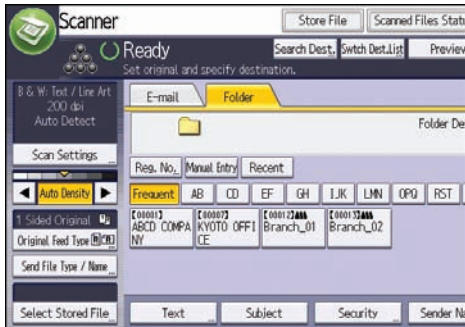 Scanner
Store File
Scanned Files Statu
Ready
Search Dest.
Swtch Dest.List
Preview
Set original and specify destination.
B & W: Text / Line Art
200 dpi
Auto Detect
Scan Settings
E-mail
Folder
Folder De
Reg. No.
Manual Entry
Recent
Auto Density
Frequent
AB
CD
EF
GH
IJK
LMN
OPQ
RST
1 Sided Original
Original Feed Type
Send File Type / Name
[00001]
ABCD COMPA
NY
[00007]
KYOTO OFFI
CE
[00012]
Branch_01
[00013]
Branch_02
Select Stored File
Text
Subject
Security
Sender Na